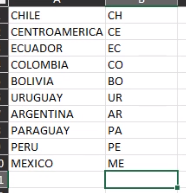 CHILE CH
CENTROAMERICA CE
ECUADOR EC
COLOMBIA CO
BOLIVIA BO
URUGUAY UR
ARGENTINA AR
PARAGUAY PA
PERU PE
MEXICO ME